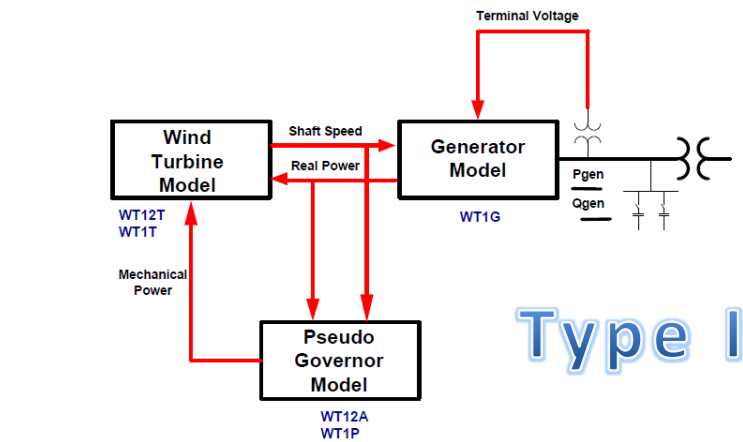 Terminal Voltage
Wind
Turbine
Model
Shaft Speed
Real Power
Generator
Model
Pgen
Qgen
WT12T
WT1T
WT1G
Mechanical
Power
Pseudo
Governor
Model
WT12A
WT1P
Type I